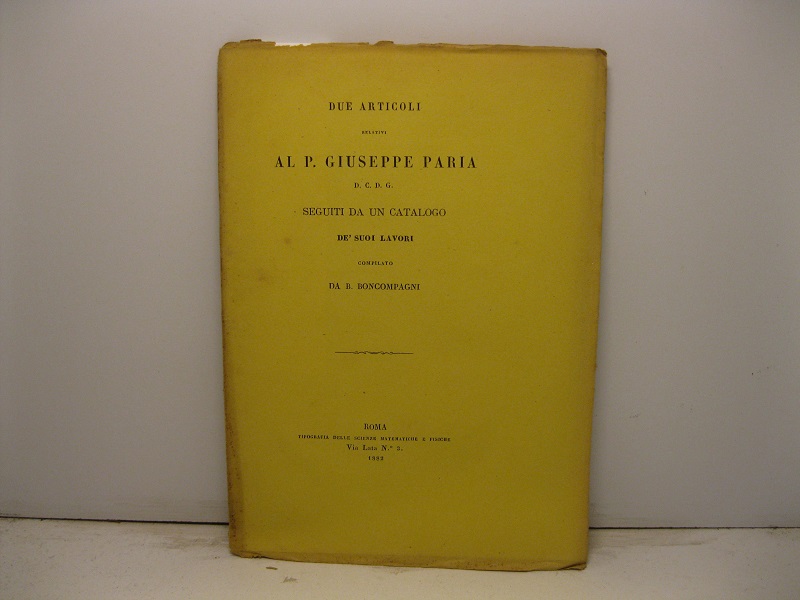 DUE ARTICOLI
RELATIVI
AL P. GIUSEPPE PARIA
D. C. D. G.
SEGUITI DA UN CATALOGO
DE' SUOI LAVORI
COMPILATO
DA B. BONCOMPAGNI
ROMA
TIPOGRAFIA DELLE SCIENZE MATEMATICHE E FISICHE
Via Lata N.° 3.
1882